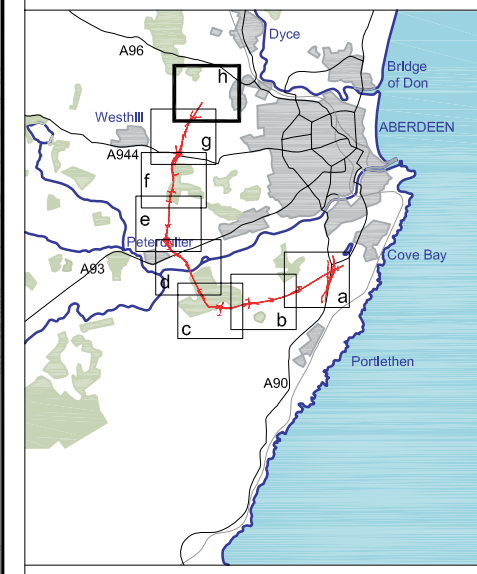 Dyce
A96
h
Bridge
of Don
Westhill
ABERDEEN
g
A944
f
e
Peterculter
Cove Bay
A93
d
a
b
c
Portlethen
A90